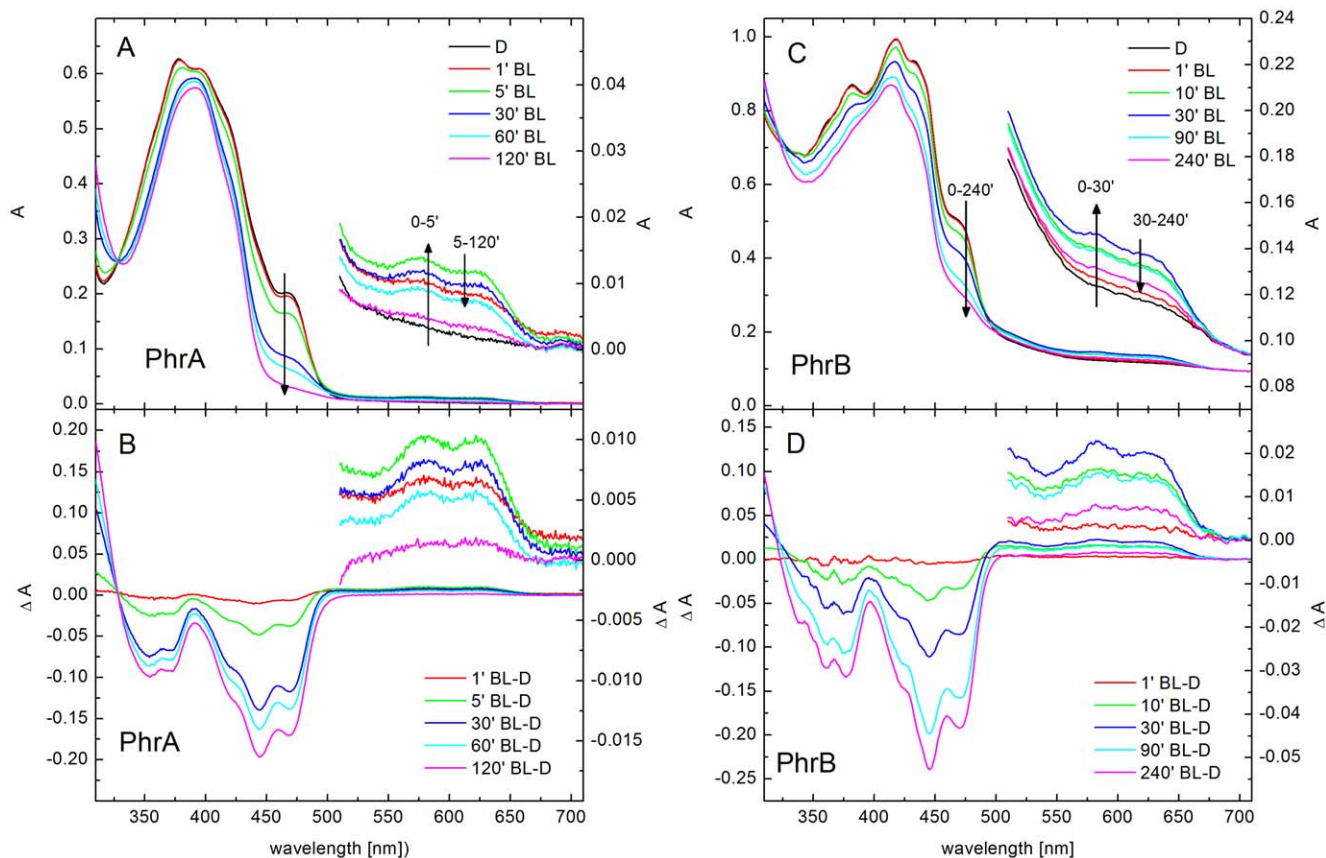 A
D
1' BL
5' BL
30' BL
60' BL
120' BL
0-5'
5-120'
PhrA
A
0.6
0.5
0.4
0.3
0.2
0.1
0.0
A
0.04
0.03
0.02
0.01
0.00
C
D
1' BL
10' BL
30' BL
90' BL
240' BL
0-240'
0-30'
30-240'
PhrB
A
1.0
0.8
0.6
0.4
0.2
0.0
A
0.24
0.22
0.20
0.18
0.16
0.14
0.12
0.10
0.08
B
1' BL-D
5' BL-D
30' BL-D
60' BL-D
120' BL-D
PhrA
Δ A
0.20
0.15
0.10
0.05
0.00
-0.05
-0.10
-0.15
-0.20
Δ A
0.010
0.005
0.000
-0.005
-0.010
-0.015
350 400 450 500 550 600 650 700
wavelength [nm])
D
1' BL-D
10' BL-D
30' BL-D
90' BL-D
240' BL-D
PhrB
Δ A
0.15
0.10
0.05
0.00
-0.05
-0.10
-0.15
-0.20
-0.25
Δ A
0.02
0.01
0.00
-0.01
-0.02
-0.03
-0.04
-0.05
350 400 450 500 550 600 650 700
wavelength [nm]